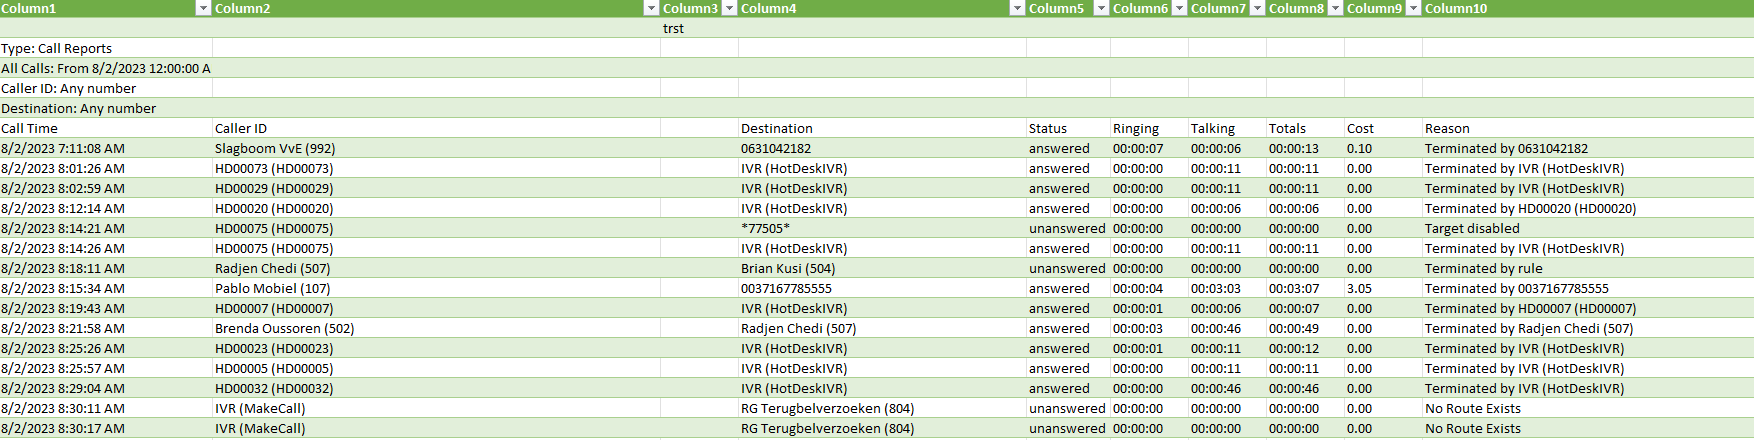 Column1 Column2 Column3 Column4 Column5 Column6 Column7 Column8 Column9 Column10
trst
Type: Call Reports
All Calls: From 8/2/2023 12:00:00 A
Caller ID: Any number
Destination: Any number
Call Time Caller ID Destination Status Ringing Talking Totals Cost Reason
8/2/2023 7:11:08 AM Slagboom VvE (992) 0631042182 answered 00:00:07 00:00:06 00:00:13 0.10 Terminated by 0631042182
8/2/2023 8:01:26 AM HD00073 (HD00073) IVR (HotDeskIVR) answered 00:00:00 00:00:11 00:00:11 0.00 Terminated by IVR (HotDeskIVR)
8/2/2023 8:02:59 AM HD00029 (HD00029) IVR (HotDeskIVR) answered 00:00:00 00:00:11 00:00:11 0.00 Terminated by IVR (HotDeskIVR)
8/2/2023 8:12:14 AM HD00020 (HD00020) IVR (HotDeskIVR) answered 00:00:00 00:00:06 00:00:06 0.00 Terminated by HD00020 (HD00020)
8/2/2023 8:14:21 AM HD00075 (HD00075) *77505* unanswered 00:00:00 00:00:00 00:00:00 0.00 Target disabled
8/2/2023 8:14:26 AM HD00075 (HD00075) IVR (HotDeskIVR) answered 00:00:00 00:00:11 00:00:11 0.00 Terminated by IVR (HotDeskIVR)
8/2/2023 8:18:11 AM Radjen Chedi (507) Brian Kusi (504) unanswered 00:00:00 00:00:00 00:00:00 0.00 Terminated by rule
8/2/2023 8:15:34 AM Pablo Mobiel (107) 0037167785555 answered 00:00:04 00:03:03 00:03:07 3.05 Terminated by 0037167785555
8/2/2023 8:19:43 AM HD00007 (HD00007) IVR (HotDeskIVR) answered 00:00:01 00:00:06 00:00:07 0.00 Terminated by HD00007 (HD00007)
8/2/2023 8:21:58 AM Brenda Oussoren (502) Radjen Chedi (507) answered 00:00:03 00:00:46 00:00:49 0.00 Terminated by Radjen Chedi (507)
8/2/2023 8:25:26 AM HD00023 (HD00023) IVR (HotDeskIVR) answered 00:00:01 00:00:11 00:00:12 0.00 Terminated by IVR (HotDeskIVR)
8/2/2023 8:25:57 AM HD00005 (HD00005) IVR (HotDeskIVR) answered 00:00:00 00:00:11 00:00:11 0.00 Terminated by IVR (HotDeskIVR)
8/2/2023 8:29:04 AM HD00032 (HD00032) IVR (HotDeskIVR) answered 00:00:00 00:00:46 00:00:46 0.00 Terminated by IVR (HotDeskIVR)
8/2/2023 8:30:11 AM IVR (MakeCall) RG Terugbelverzoeken (804) unanswered 00:00:00 00:00:00 00:00:00 0.00 No Route Exists
8/2/2023 8:30:17 AM IVR (MakeCall) RG Terugbelverzoeken (804) unanswered 00:00:00 00:00:00 00:00:00 0.00 No Route Exists